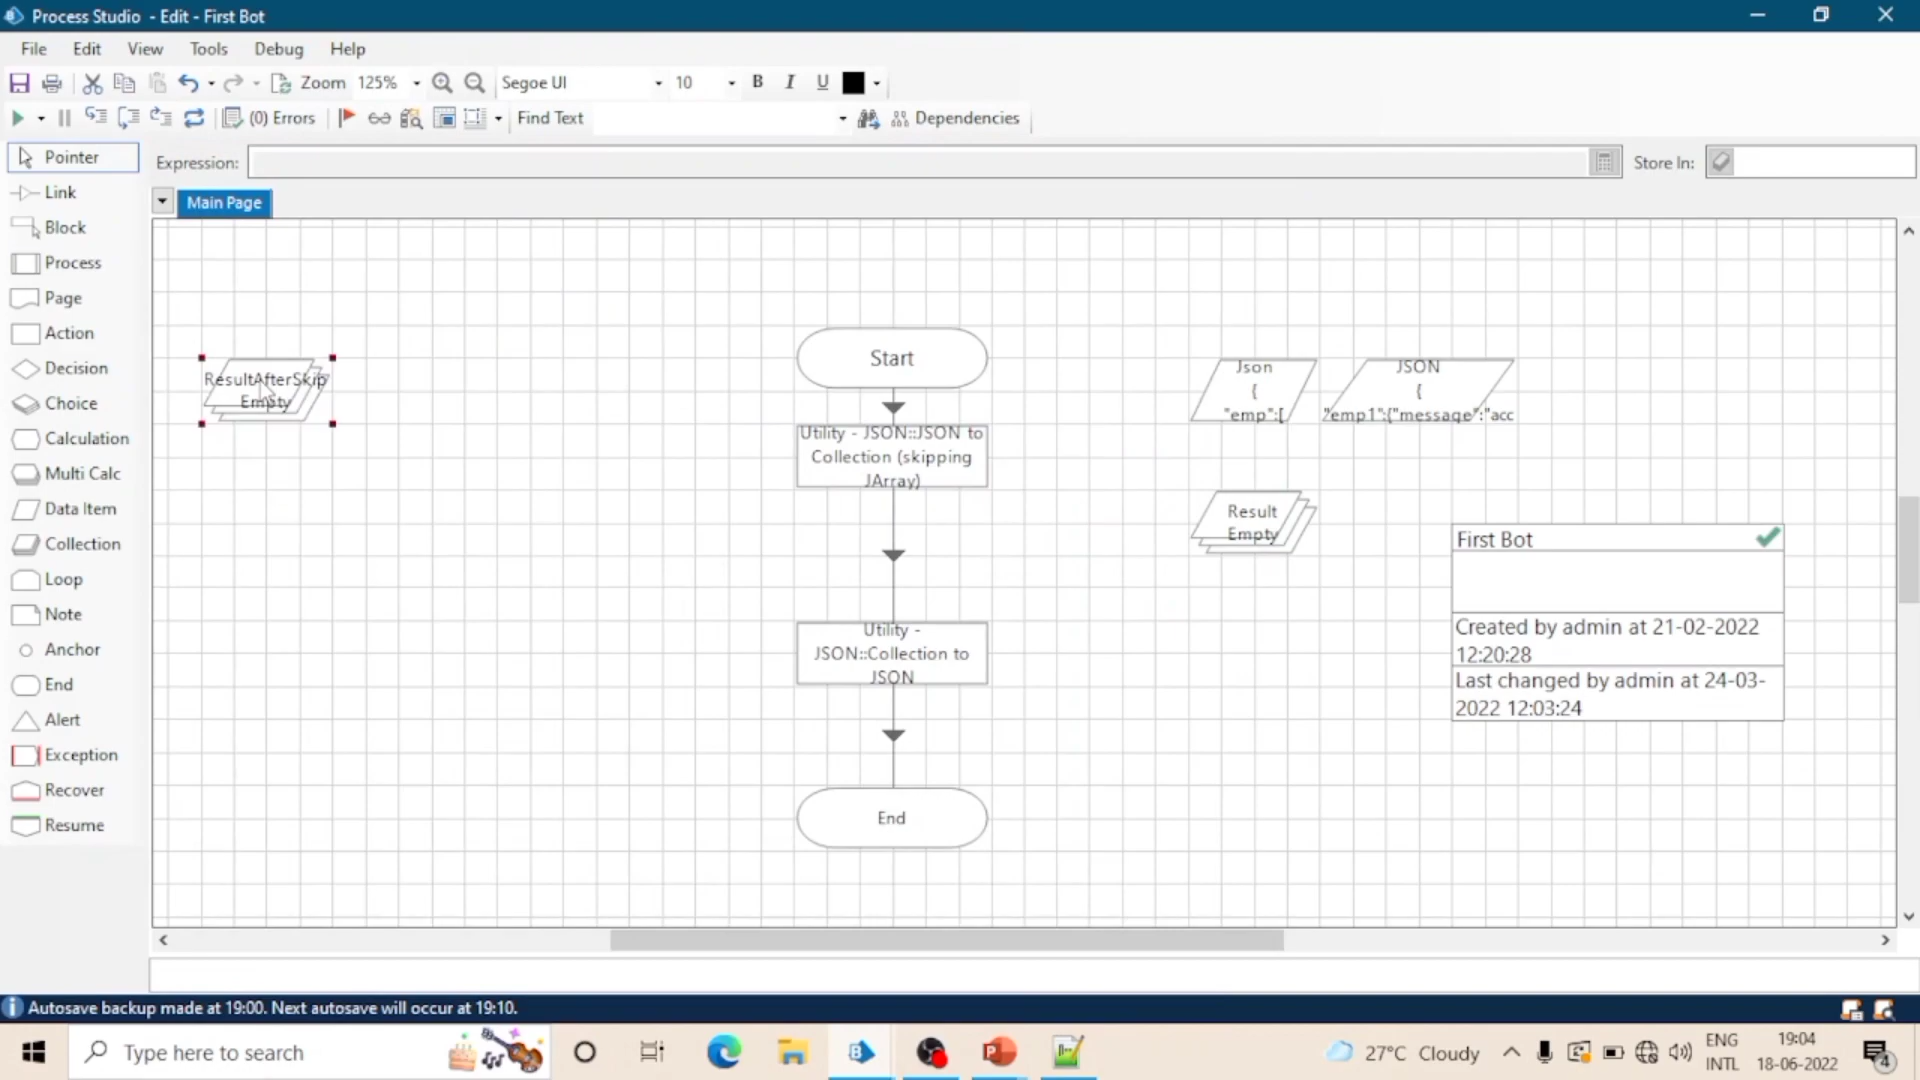 Process Studio - Edit - First Bot
File Edit View Tools Debug Help
Zoom 125% Segoe UI 10 B I U
(0) Errors Find Text Dependencies
Pointer Expression: Store In:
Link Main Page
Block
Process
Page
Action
Decision
Choice
Calculation
Multi Calc
Data Item
Collection
Loop
Note
Anchor
End
Alert
Exception
Recover
Resume
ResultAfterSkip
Empty
Start
Utility - JSON::JSON to
Collection (skipping
JArray)
Utility -
JSON::Collection to
JSON
End
Json
{
"emp":[
JSON
{
"emp1":{"message":"acc
Result
Empty
First Bot
Created by admin at 21-02-2022
12:20:28
Last changed by admin at 24-03-
2022 12:03:24
Autosave backup made at 19:00. Next autosave will occur at 19:10.
Type here to search
27°C Cloudy
ENG
INTL
19:04
18-06-2022
4